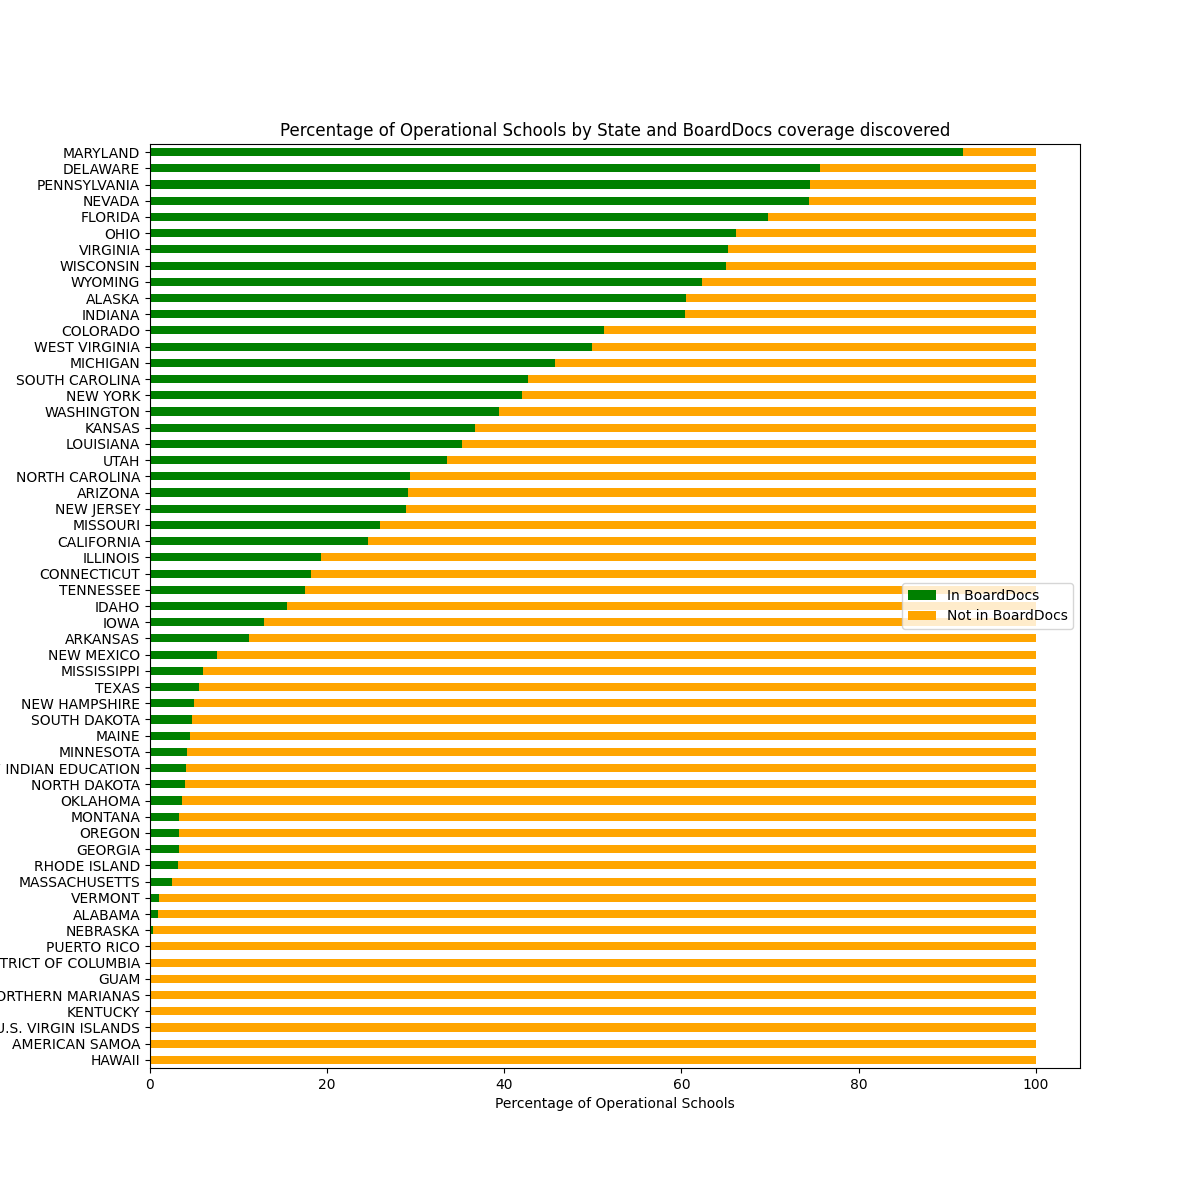 Percentage of Operational Schools by State and BoardDocs coverage discovered
MARYLAND
DELAWARE
PENNSYLVANIA
NEVADA
FLORIDA
OHIO
VIRGINIA
WISCONSIN
WYOMING
ALASKA
INDIANA
COLORADO
WEST VIRGINIA
MICHIGAN
SOUTH CAROLINA
NEW YORK
WASHINGTON
KANSAS
LOUISIANA
UTAH
NORTH CAROLINA
ARIZONA
NEW JERSEY
MISSOURI
CALIFORNIA
ILLINOIS
CONNECTICUT
TENNESSEE
IDAHO
IOWA
ARKANSAS
NEW MEXICO
MISSISSIPPI
TEXAS
NEW HAMPSHIRE
SOUTH DAKOTA
MAINE
MINNESOTA
INDIAN EDUCATION
NORTH DAKOTA
OKLAHOMA
MONTANA
OREGON
GEORGIA
RHODE ISLAND
MASSACHUSETTS
VERMONT
ALABAMA
NEBRASKA
PUERTO RICO
TRICT OF COLUMBIA
GUAM
ORTHERN MARIANAS
KENTUCKY
U.S. VIRGIN ISLANDS
AMERICAN SAMOA
HAWAII
In BoardDocs
Not in BoardDocs
0 20 40 60 80 100
Percentage of Operational Schools